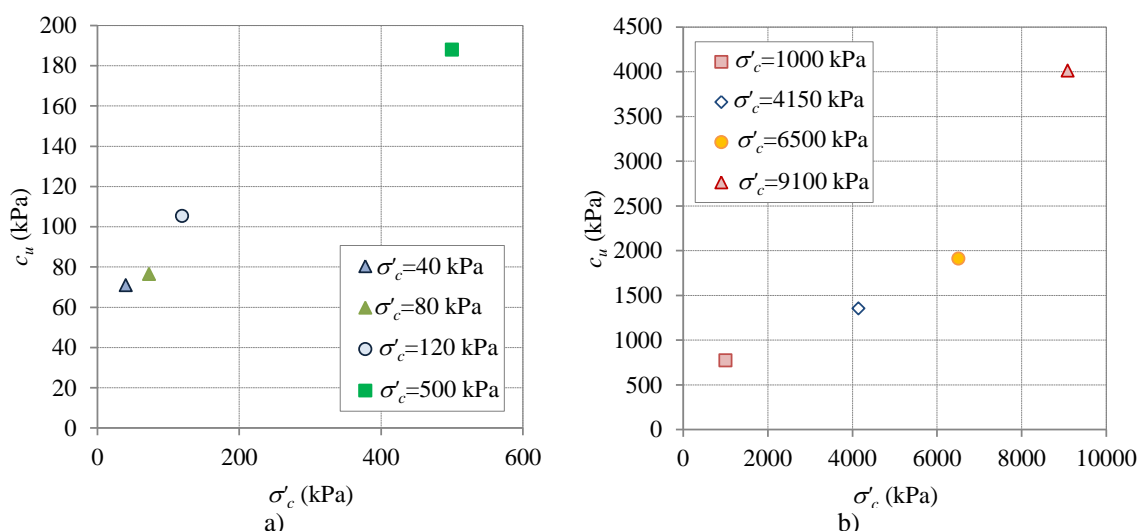 200
180
160
140
120
100
80
60
40
20
0
c_u (kPa)
σ'_c=40 kPa
σ'_c=80 kPa
σ'_c=120 kPa
σ'_c=500 kPa
0 200 400 600
σ'_c (kPa)
a)
4500
4000
3500
3000
2500
2000
1500
1000
500
0
c_u (kPa)
σ'_c=1000 kPa
σ'_c=4150 kPa
σ'_c=6500 kPa
σ'_c=9100 kPa
0 2000 4000 6000 8000 10000
σ'_c (kPa)
b)